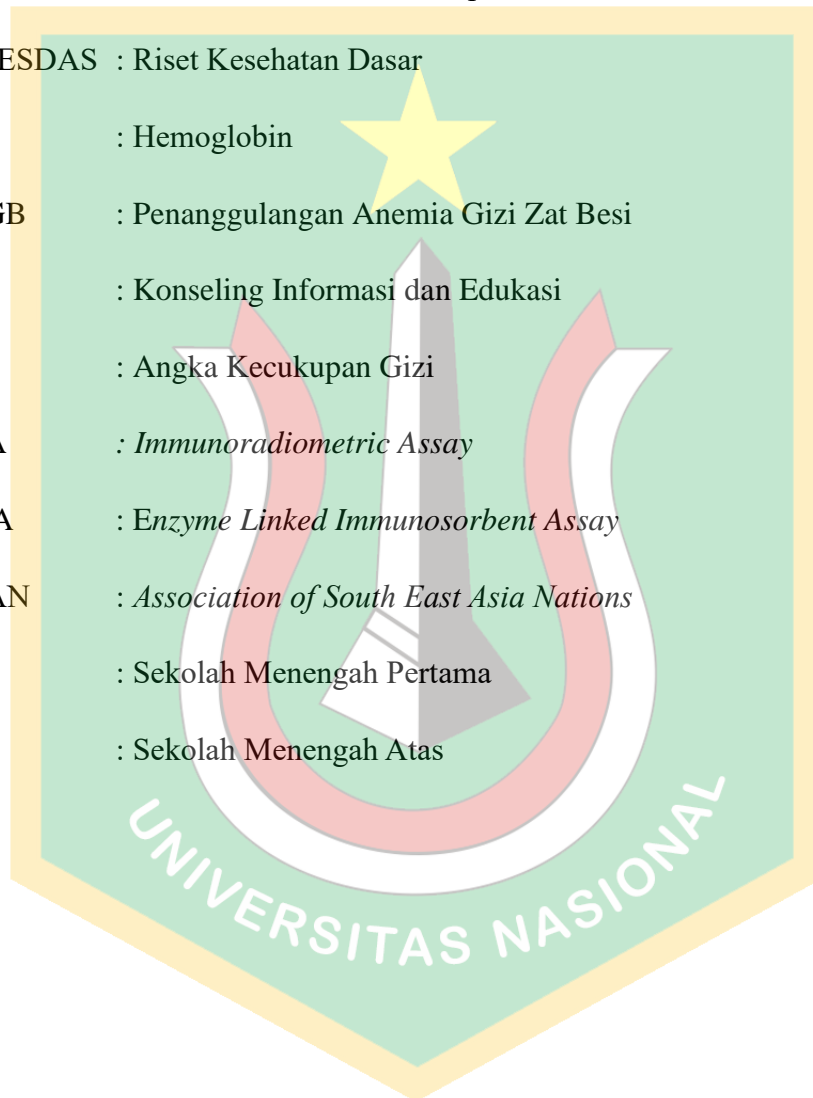 ESDAS : Riset Kesehatan Dasar
: Hemoglobin
GB : Penanggulangan Anemia Gizi Zat Besi
: Konseling Informasi dan Edukasi
: Angka Kecukupan Gizi
A : Immunoradiometric Assay
A : Enzyme Linked Immunosorbent Assay
AN : Association of South East Asia Nations
: Sekolah Menengah Pertama
: Sekolah Menengah Atas
UNIVERSITAS NASIONAL